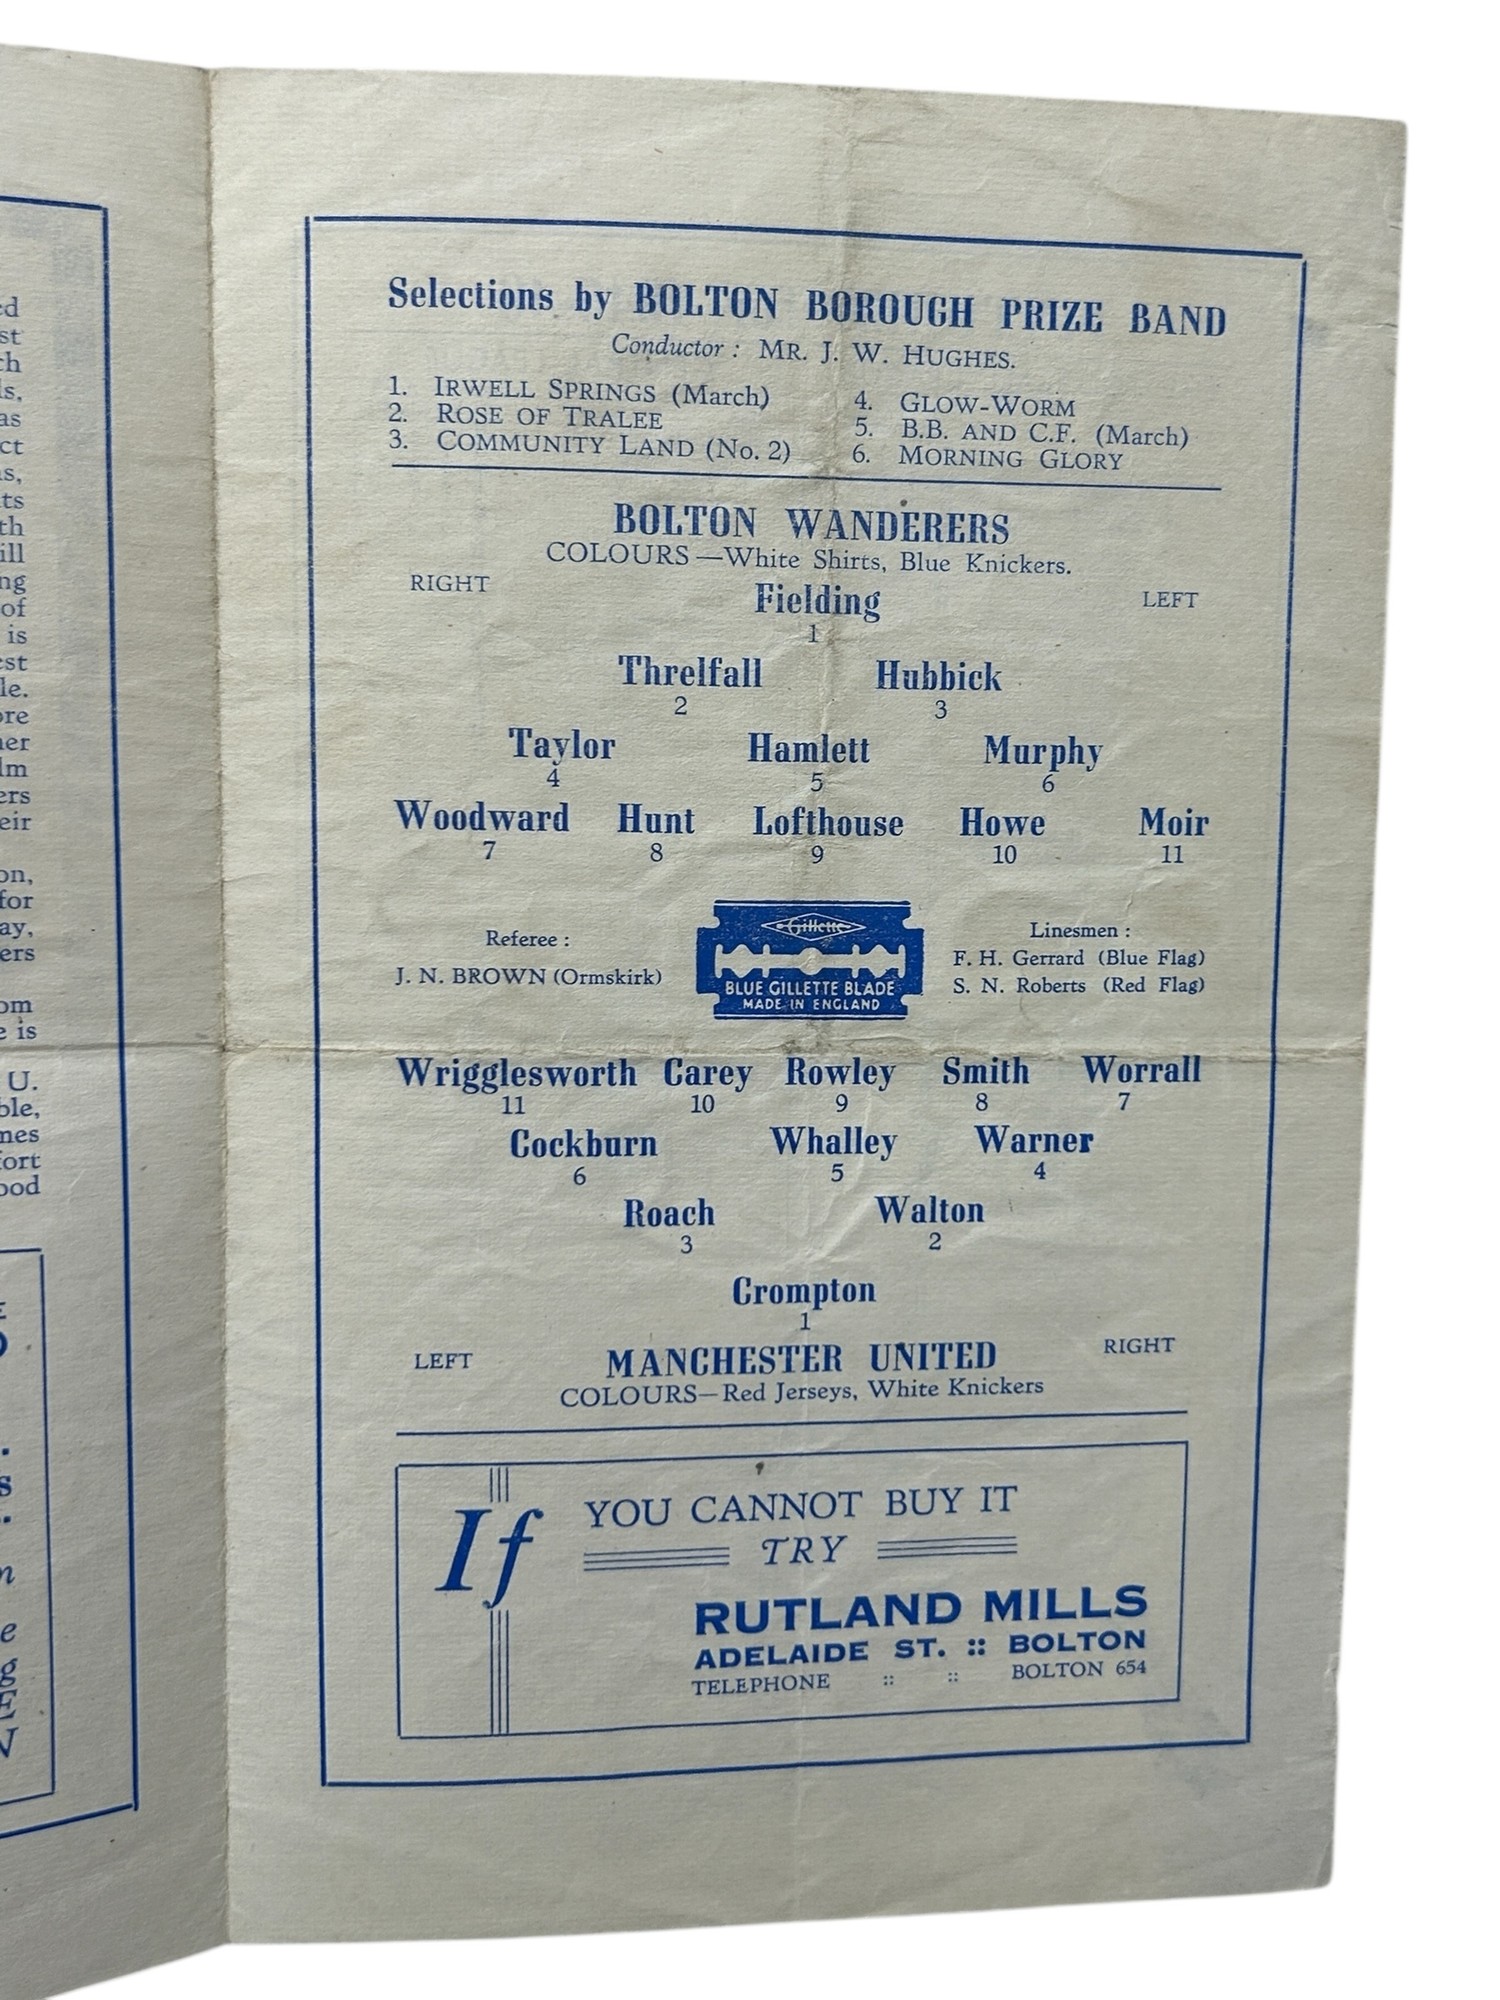 Selections by BOLTON BOROUGH PRIZE BAND
Conductor : MR. J. W. HUGHES.
1. IRWELL SPRINGS (March)
2. ROSE OF TRALEE
3. COMMUNITY LAND (No. 2)
4. GLOW-WORM
5. B.B. AND C.F. (March)
6. MORNING GLORY
BOLTON WANDERERS
COLOURS—White Shirts, Blue Knickers.
RIGHT LEFT
Fielding
1
Threlfall Hubbick
2 3
Taylor Hamlett Murphy
4 5 6
Woodward Hunt Lofthouse Howe Moir
7 8 9 10 11
Referee :
J. N. BROWN (Ormskirk)
Gillette
BLUE GILLETTE BLADE
MADE IN ENGLAND
Linesmen :
F. H. Gerrard (Blue Flag)
S. N. Roberts (Red Flag)
Wrigglesworth Carey Rowley Smith Worrall
11 10 9 8 7
Cockburn Whalley Warner
6 5 4
Roach Walton
3 2
Crompton
1
LEFT RIGHT
MANCHESTER UNITED
COLOURS—Red Jerseys, White Knickers
If YOU CANNOT BUY IT
TRY
RUTLAND MILLS
ADELAIDE ST. :: BOLTON
TELEPHONE :: :: BOLTON 654